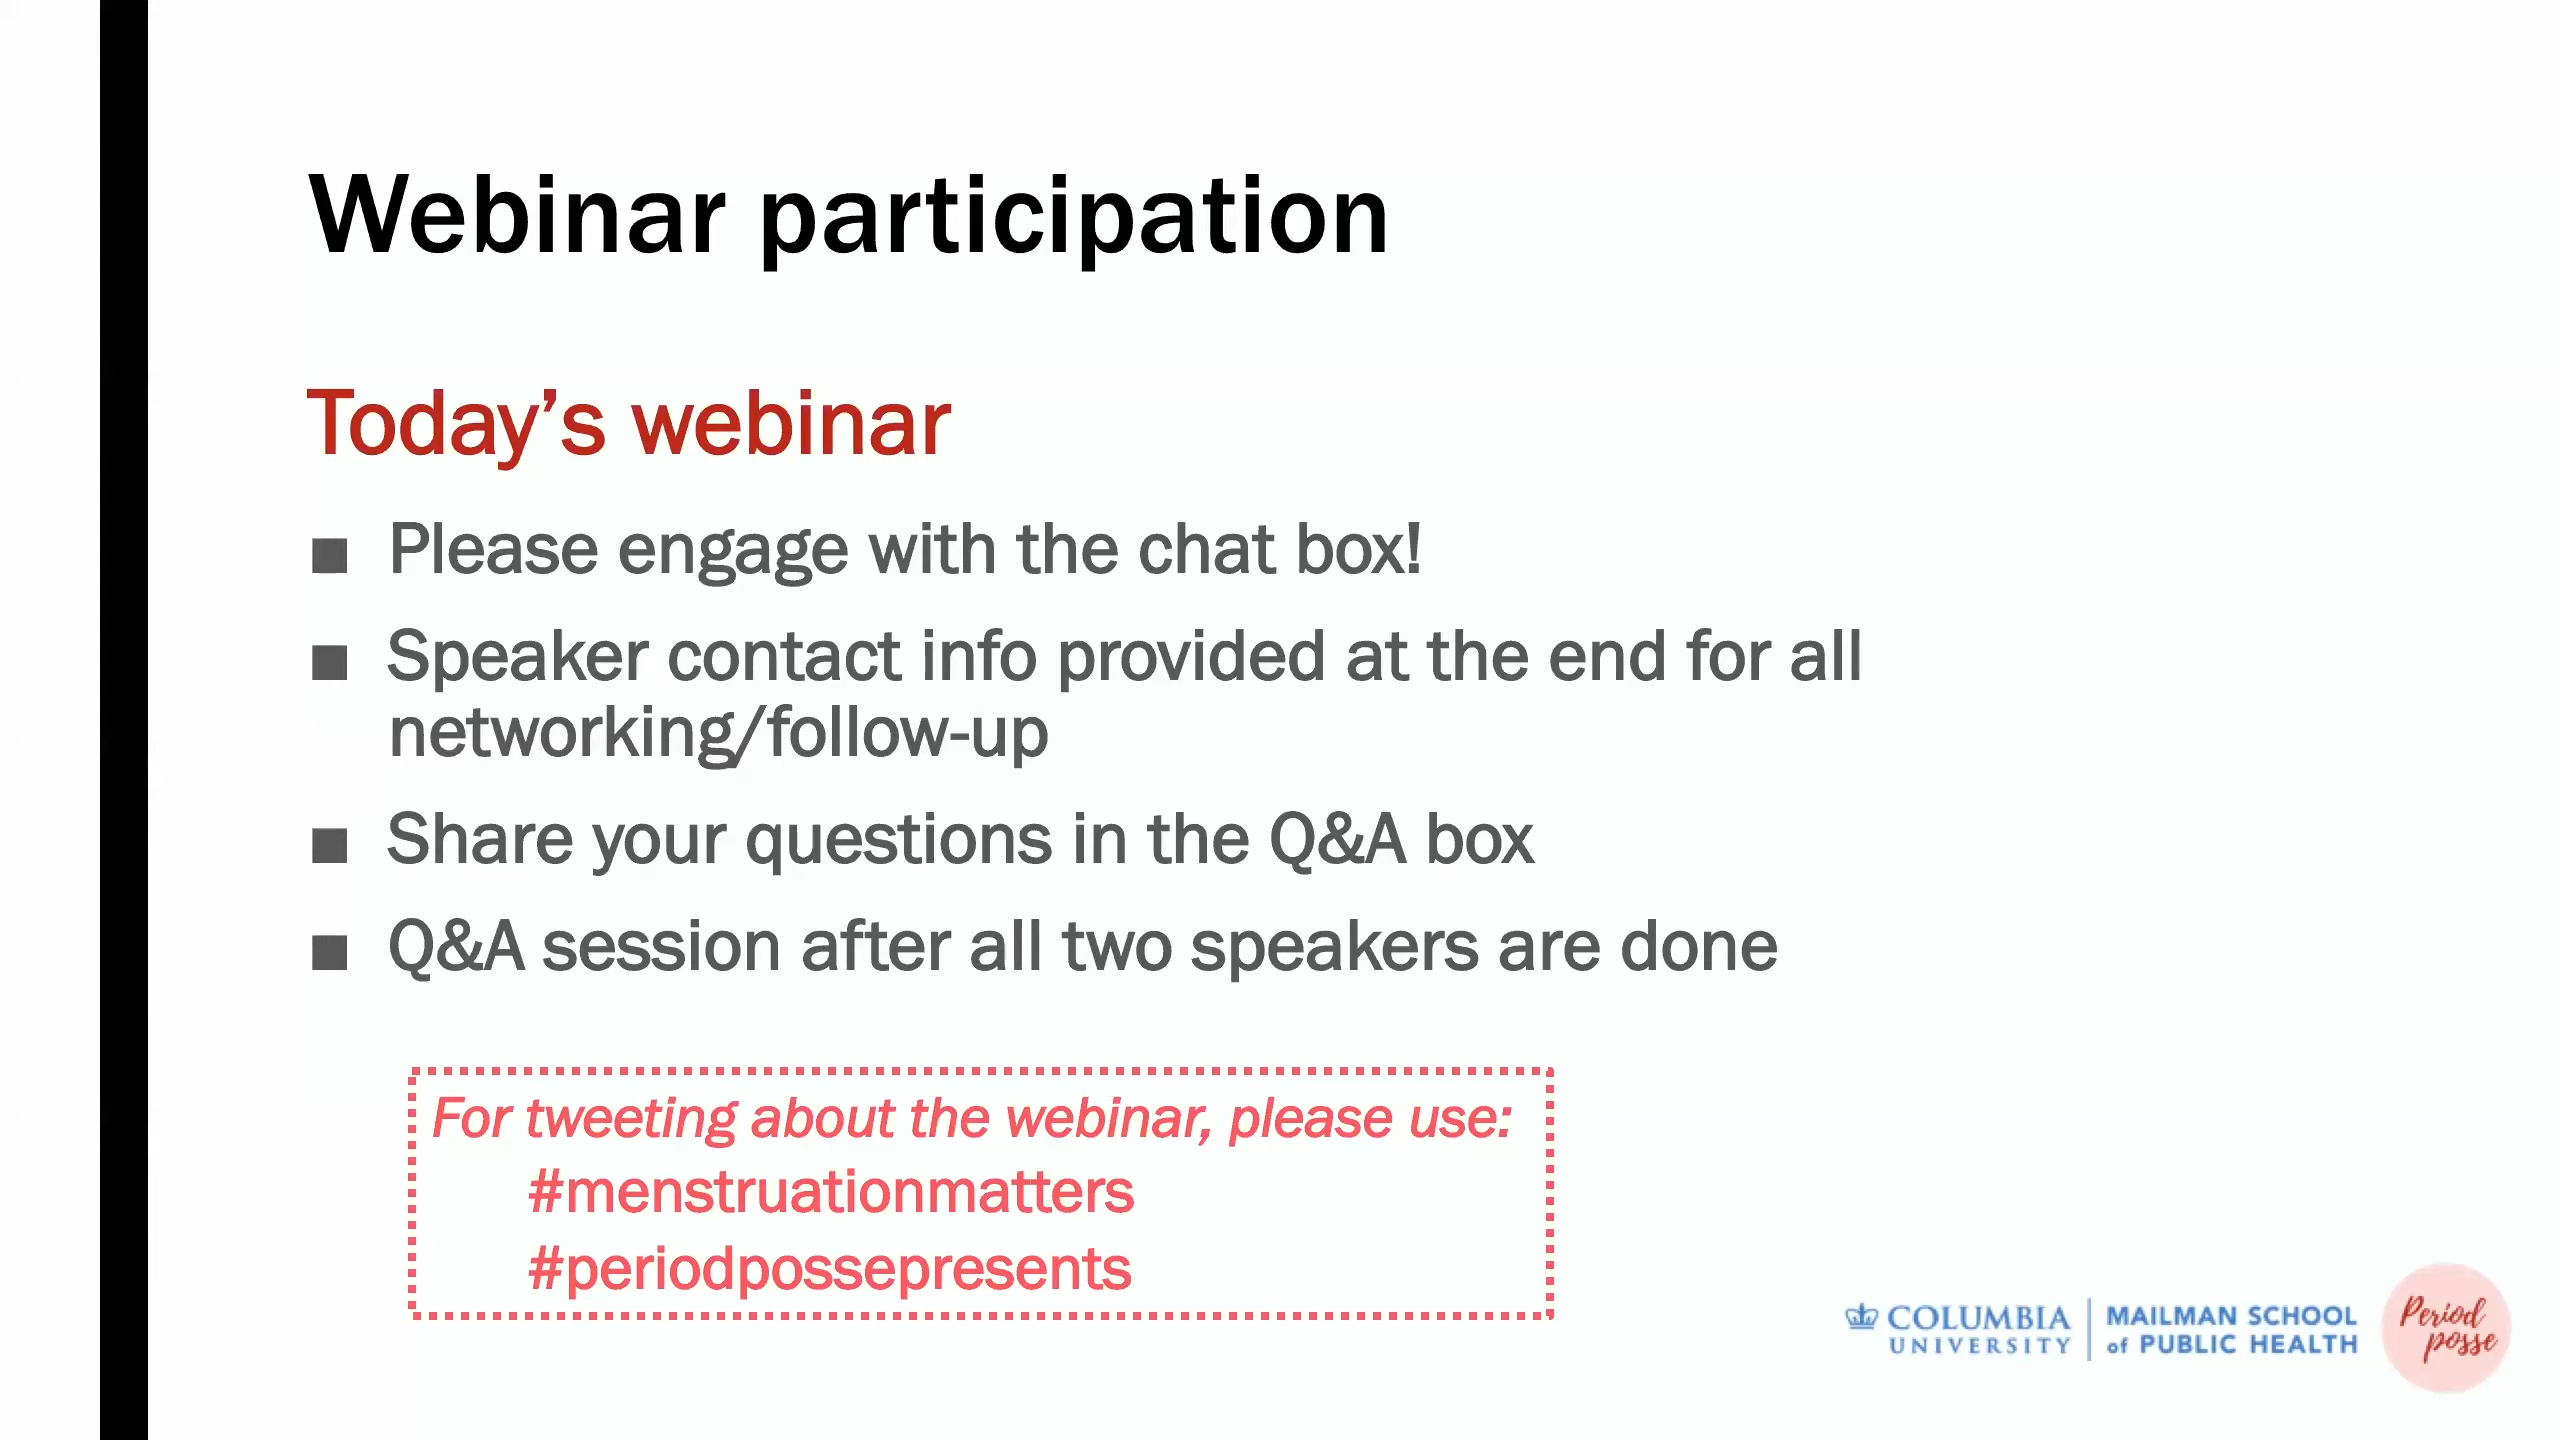 Webinar participation
Today’s webinar
■ Please engage with the chat box!
■ Speaker contact info provided at the end for all
networking/follow-up
■ Share your questions in the Q&A box
■ Q&A session after all two speakers are done
For tweeting about the webinar, please use:
#menstruationmatters
#periodpossepresents
COLUMBIA
UNIVERSITY
MAILMAN SCHOOL
of PUBLIC HEALTH
Period
posse